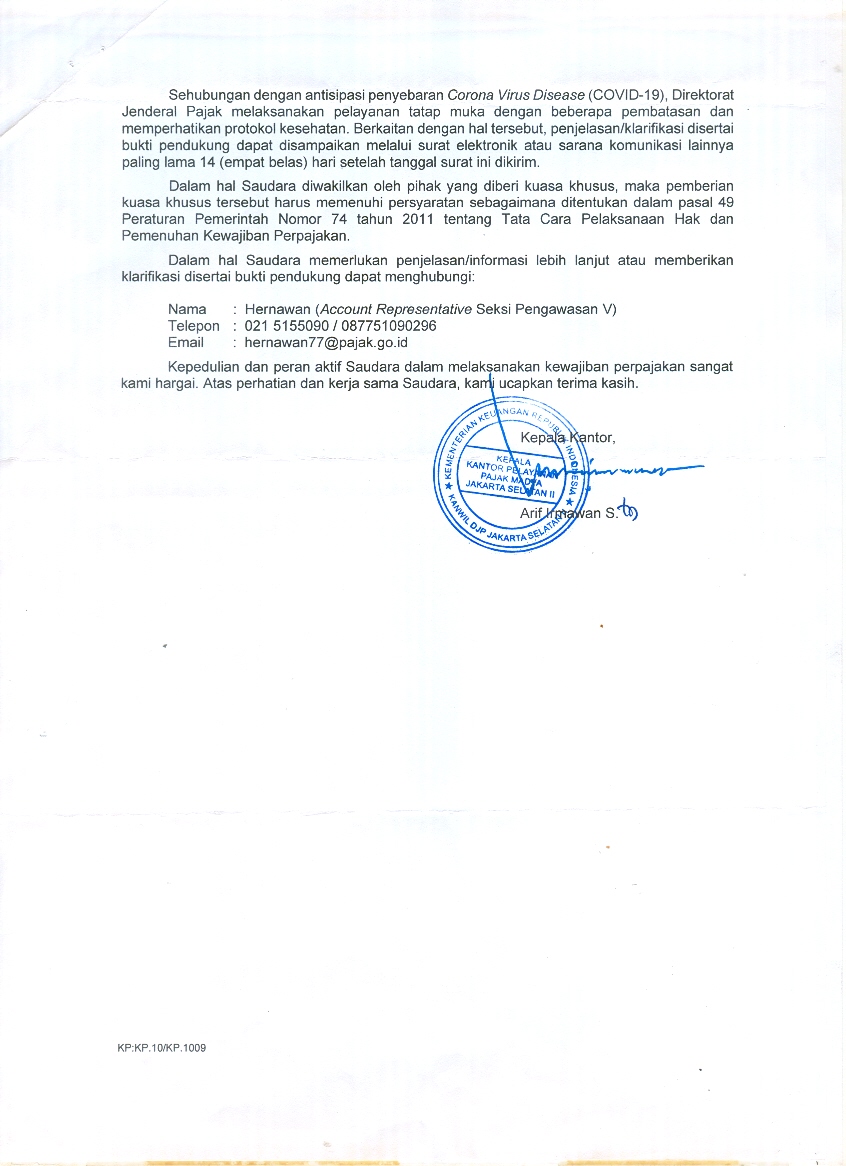 Sehubungan dengan antisipasi penyebaran Corona Virus Disease (COVID-19), Direktorat
Jenderal Pajak melaksanakan pelayanan tatap muka dengan beberapa pembatasan dan
memperhatikan protokol kesehatan. Berkaitan dengan hal tersebut, penjelasan/klarifikasi disertai
bukti pendukung dapat disampaikan melalui surat elektronik atau sarana komunikasi lainnya
paling lama 14 (empat belas) hari setelah tanggal surat ini dikirim.
Dalam hal Saudara diwakilkan oleh pihak yang diberi kuasa khusus, maka pemberian
kuasa khusus tersebut harus memenuhi persyaratan sebagaimana ditentukan dalam pasal 49
Peraturan Pemerintah Nomor 74 tahun 2011 tentang Tata Cara Pelaksanaan Hak dan
Pemenuhan Kewajiban Perpajakan.
Dalam hal Saudara memerlukan penjelasan/informasi lebih lanjut atau memberikan
klarifikasi disertai bukti pendukung dapat menghubungi:
Nama : Hernawan (Account Representative Seksi Pengawasan V)
Telepon : 021 5155090 / 087751090296
Email : hernawan77@pajak.go.id
Kepedulian dan peran aktif Saudara dalam melaksanakan kewajiban perpajakan sangat
kami hargai. Atas perhatian dan kerja sama Saudara, kami ucapkan terima kasih.
Kepala Kantor,
KEMENTERIAN KEUANGAN REPUBLIK INDONESIA
KEPALA
KANTOR PELAYANAN
PAJAK MADYA
JAKARTA SELATAN II
KANWIL DJP JAKARTA SELATAN
Arif Irmawan S.
KP:KP.10/KP.1009